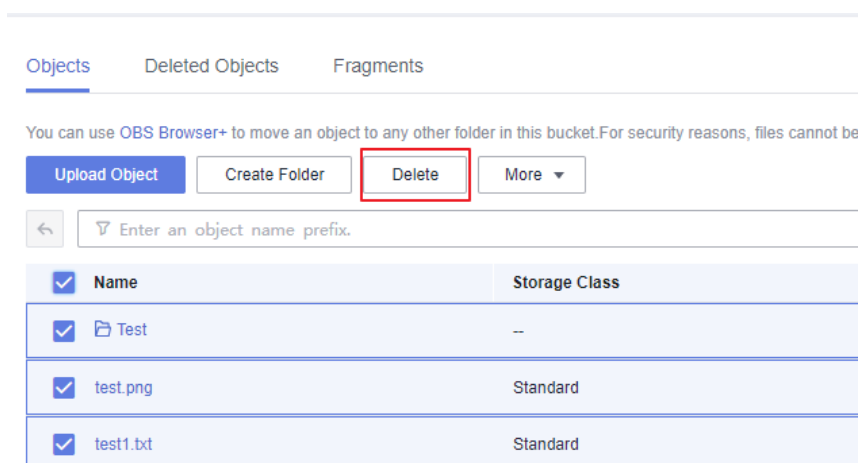 Objects Deleted Objects Fragments
You can use OBS Browser+ to move an object to any other folder in this bucket.For security reasons, files cannot be
Upload Object Create Folder Delete More
Enter an object name prefix.
Name Storage Class
Test --
test.png Standard
test1.txt Standard